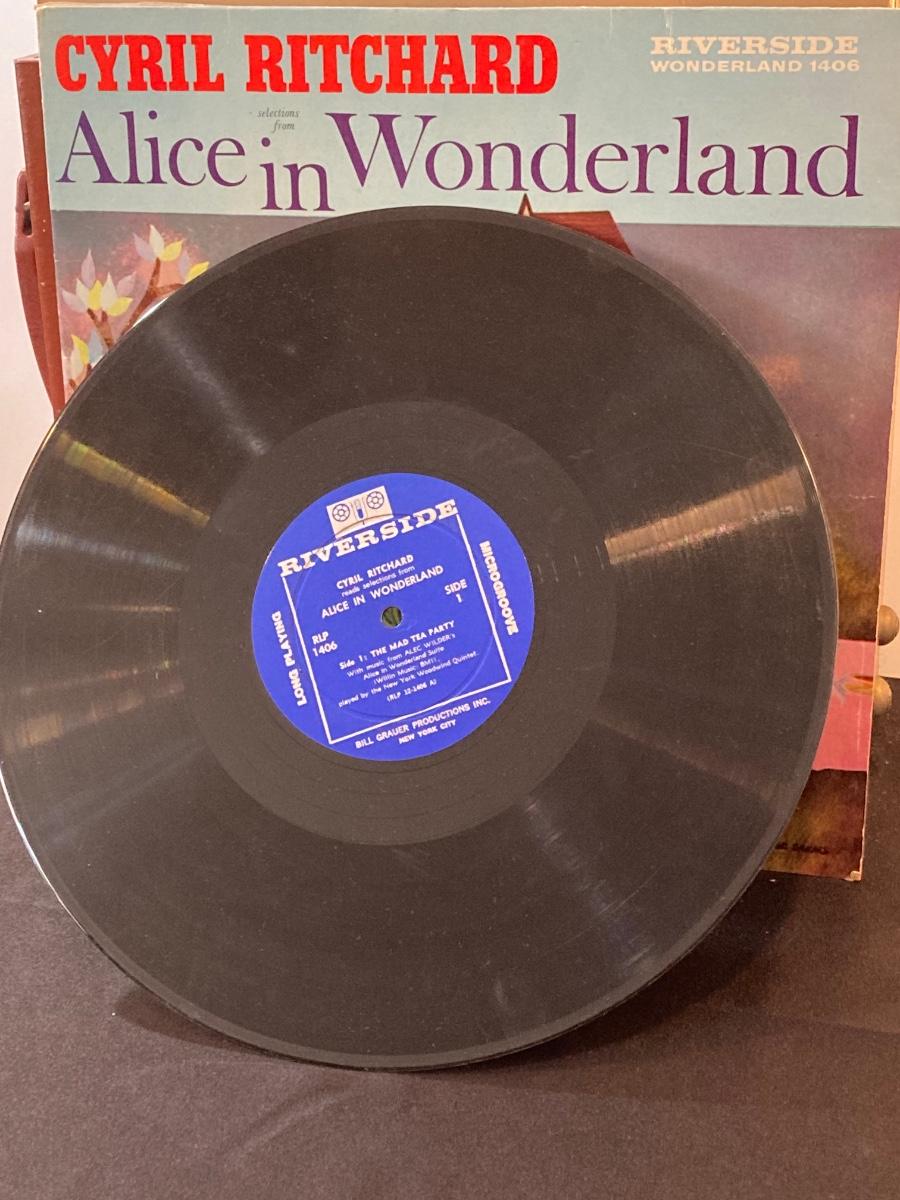 CYRIL RITCHARD
RIVERSIDE
WONDERLAND 1406
selections
from
Alice in Wonderland
RIVERSIDE
CYRIL RITCHARD
reads selections from
ALICE IN WONDERLAND
SIDE
1
RLP
1406
Side 1: THE MAD TEA PARTY
With music from ALEC WILDER's
Alice in Wonderland Suite
(Willin Music: BMI),
played by the New York Woodwind Quintet.
(RLP 12-1406 A)
LONG PLAYING
MICROGROOVE
BILL GRAUER PRODUCTIONS INC.
NEW YORK CITY